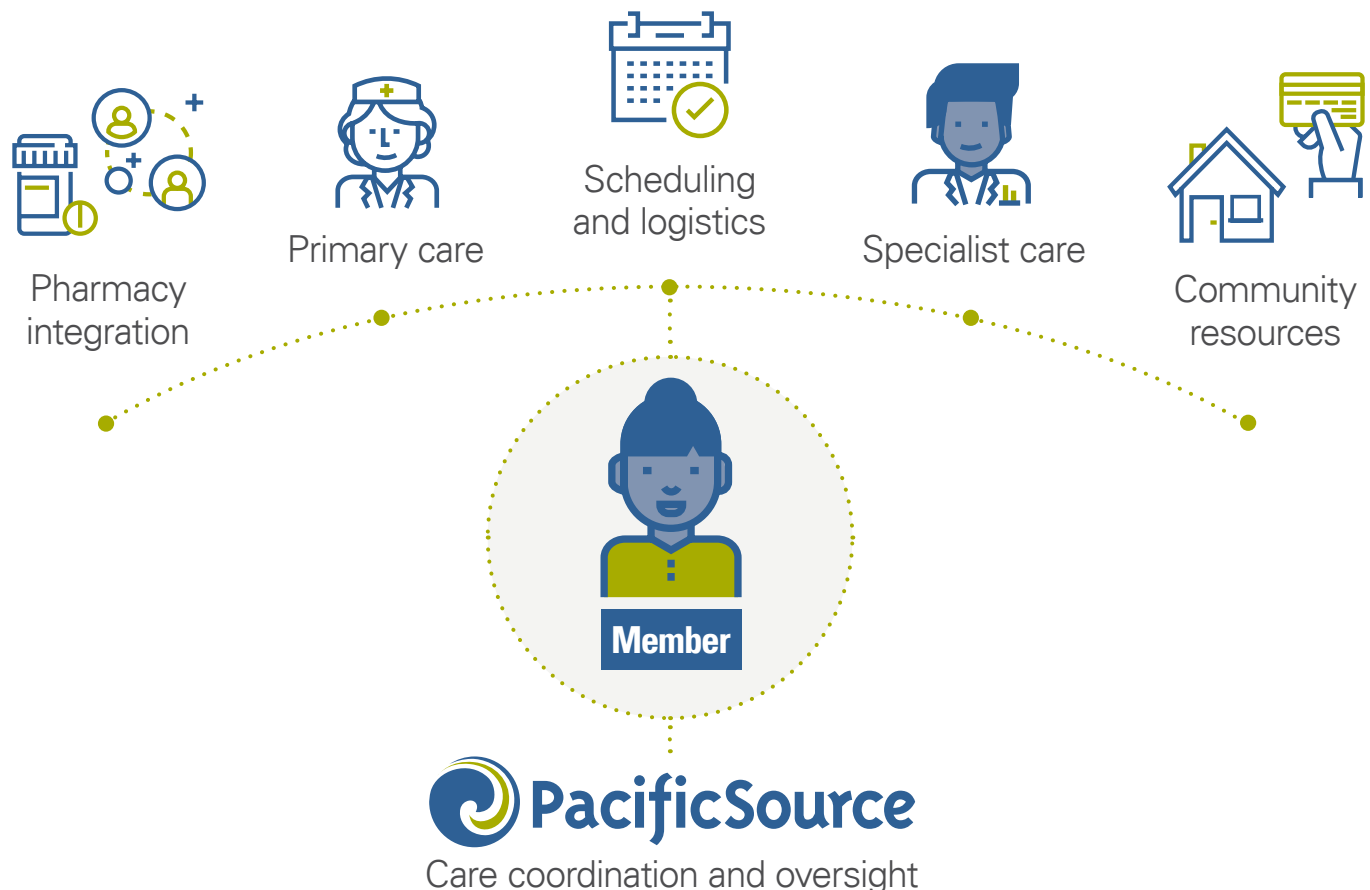 Pharmacy
integration
Primary care
Scheduling
and logistics
Specialist care
Community
resources
Member
PacificSource
Care coordination and oversight